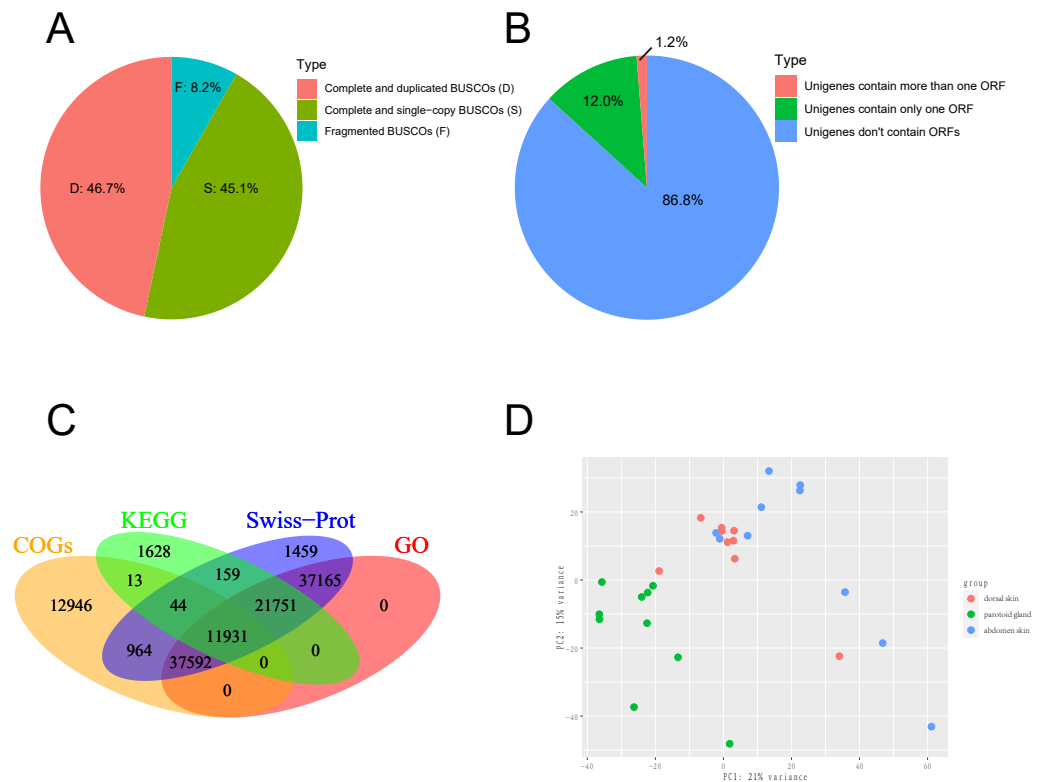 A
Type
Complete and duplicated BUSCOs (D)
Complete and single-copy BUSCOs (S)
Fragmented BUSCOs (F)
F: 8.2%
D: 46.7%
S: 45.1%
B
1.2%
12.0%
86.8%
Type
Unigenes contain more than one ORF
Unigenes contain only one ORF
Unigenes don't contain ORFs
C
COGs
KEGG
Swiss−Prot
GO
1628
1459
13
159
37165
12946
44
21751
0
11931
964
37592
0
0
0
D
20
0
−20
−40
PC2: 15% variance
−40
−20
0
20
40
60
PC1: 21% variance
group
dorsal skin
parotoid gland
abdomen skin